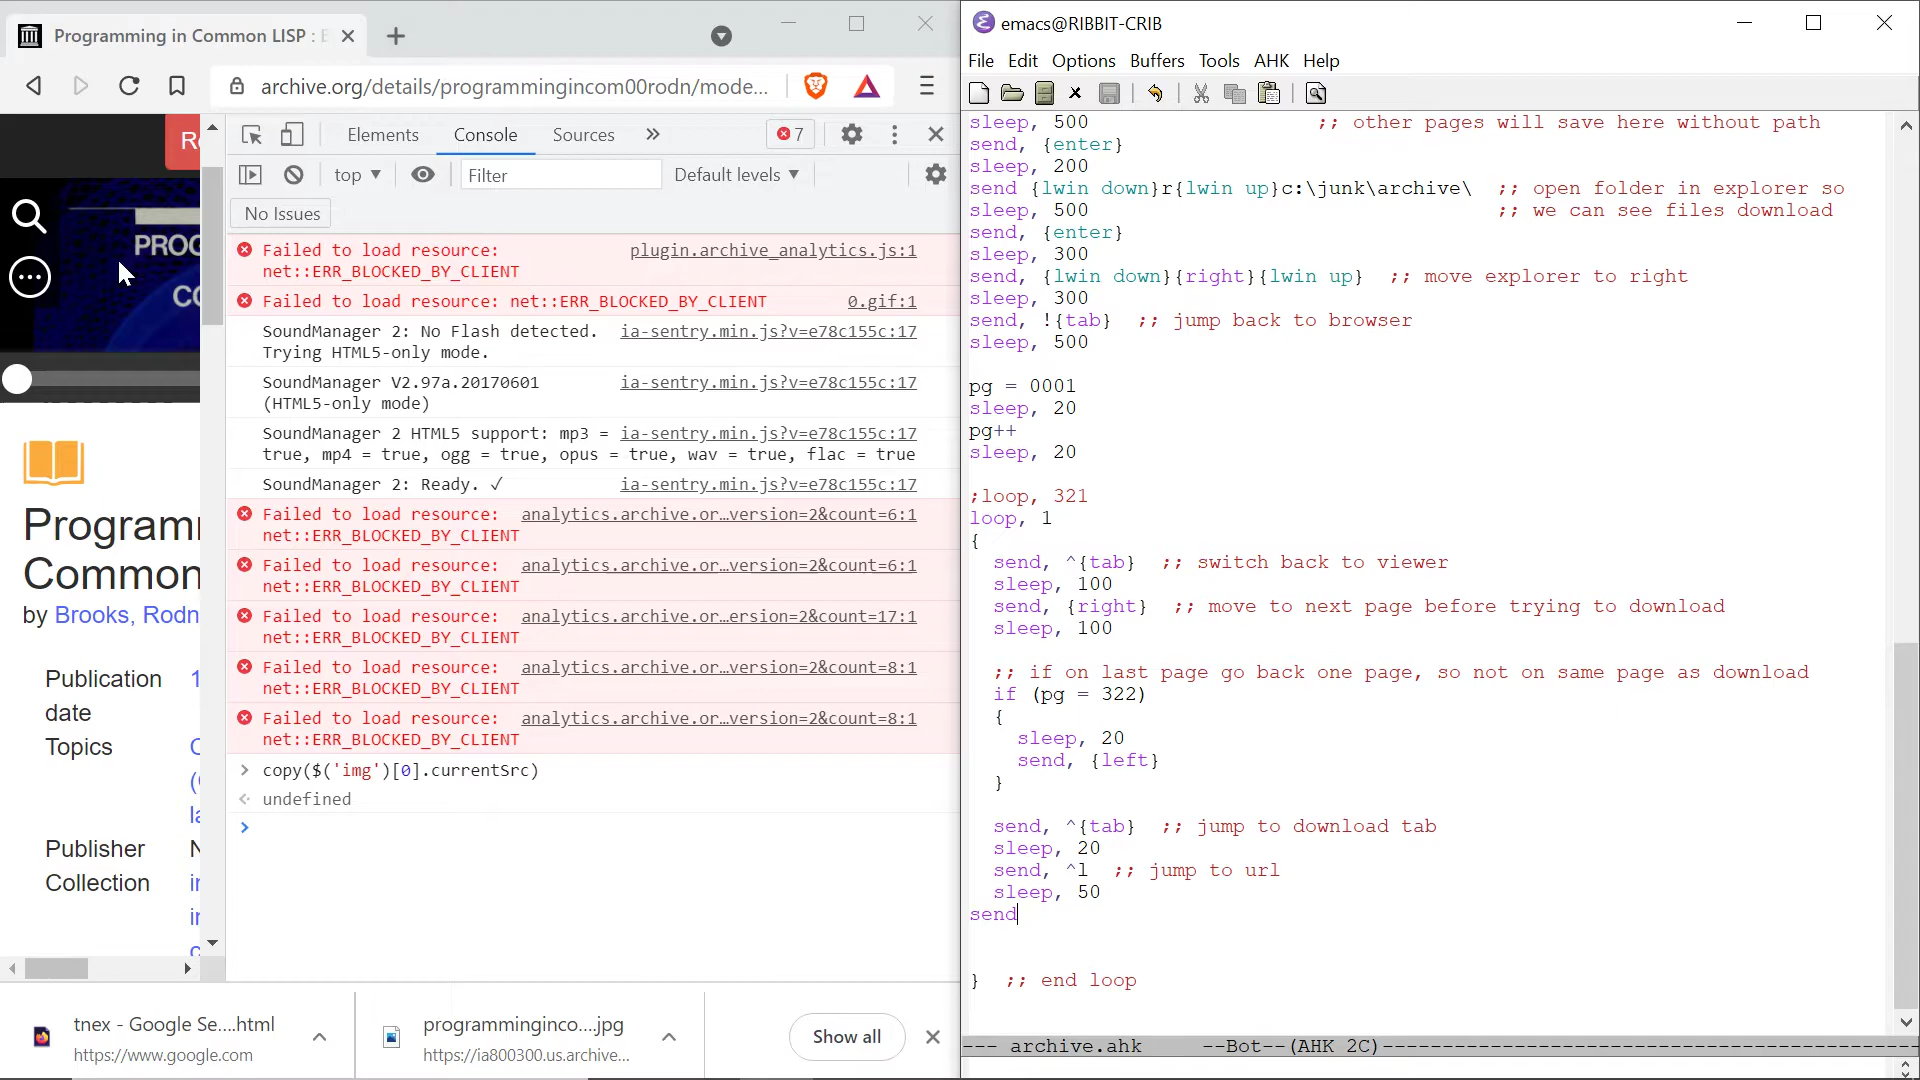 Programming in Common LISP : E
archive.org/details/programmingincom00rodn/mode...
Re
PROG
CO
Programm
Common
by Brooks, Rodn
Publication
date
1
Topics
C
(C
la
Publisher
N
Collection
in
in
c
Elements
Console
Sources
7
top
Filter
Default levels
No Issues
Failed to load resource: plugin.archive_analytics.js:1
net::ERR_BLOCKED_BY_CLIENT
Failed to load resource: net::ERR_BLOCKED_BY_CLIENT 0.gif:1
SoundManager 2: No Flash detected. ia-sentry.min.js?v=e78c155c:17
Trying HTML5-only mode.
SoundManager V2.97a.20170601 ia-sentry.min.js?v=e78c155c:17
(HTML5-only mode)
SoundManager 2 HTML5 support: mp3 = ia-sentry.min.js?v=e78c155c:17
true, mp4 = true, ogg = true, opus = true, wav = true, flac = true
SoundManager 2: Ready. ✓ ia-sentry.min.js?v=e78c155c:17
Failed to load resource: analytics.archive.or…version=2&count=6:1
net::ERR_BLOCKED_BY_CLIENT
Failed to load resource: analytics.archive.or…version=2&count=6:1
net::ERR_BLOCKED_BY_CLIENT
Failed to load resource: analytics.archive.or…ersion=2&count=17:1
net::ERR_BLOCKED_BY_CLIENT
Failed to load resource: analytics.archive.or…version=2&count=8:1
net::ERR_BLOCKED_BY_CLIENT
Failed to load resource: analytics.archive.or…version=2&count=8:1
net::ERR_BLOCKED_BY_CLIENT
> copy($('img')[0].currentSrc)
undefined
>
tnex - Google Se....html
https://www.google.com
programminginco....jpg
https://ia800300.us.archive...
Show all
emacs@RIBBIT-CRIB
File Edit Options Buffers Tools AHK Help
sleep, 500 ;; other pages will save here without path
send, {enter}
sleep, 200
send {lwin down}r{lwin up}c:\junk\archive\ ;; open folder in explorer so
sleep, 500 ;; we can see files download
send, {enter}
sleep, 300
send, {lwin down}{right}{lwin up} ;; move explorer to right
sleep, 300
send, !{tab} ;; jump back to browser
sleep, 500
pg = 0001
sleep, 20
pg++
sleep, 20
;loop, 321
loop, 1
{
send, ^{tab} ;; switch back to viewer
sleep, 100
send, {right} ;; move to next page before trying to download
sleep, 100
;; if on last page go back one page, so not on same page as download
if (pg = 322)
{
sleep, 20
send, {left}
}
send, ^{tab} ;; jump to download tab
sleep, 20
send, ^l ;; jump to url
sleep, 50
send
} ;; end loop
--- archive.ahk --Bot--(AHK 2C)-----------------------------------------